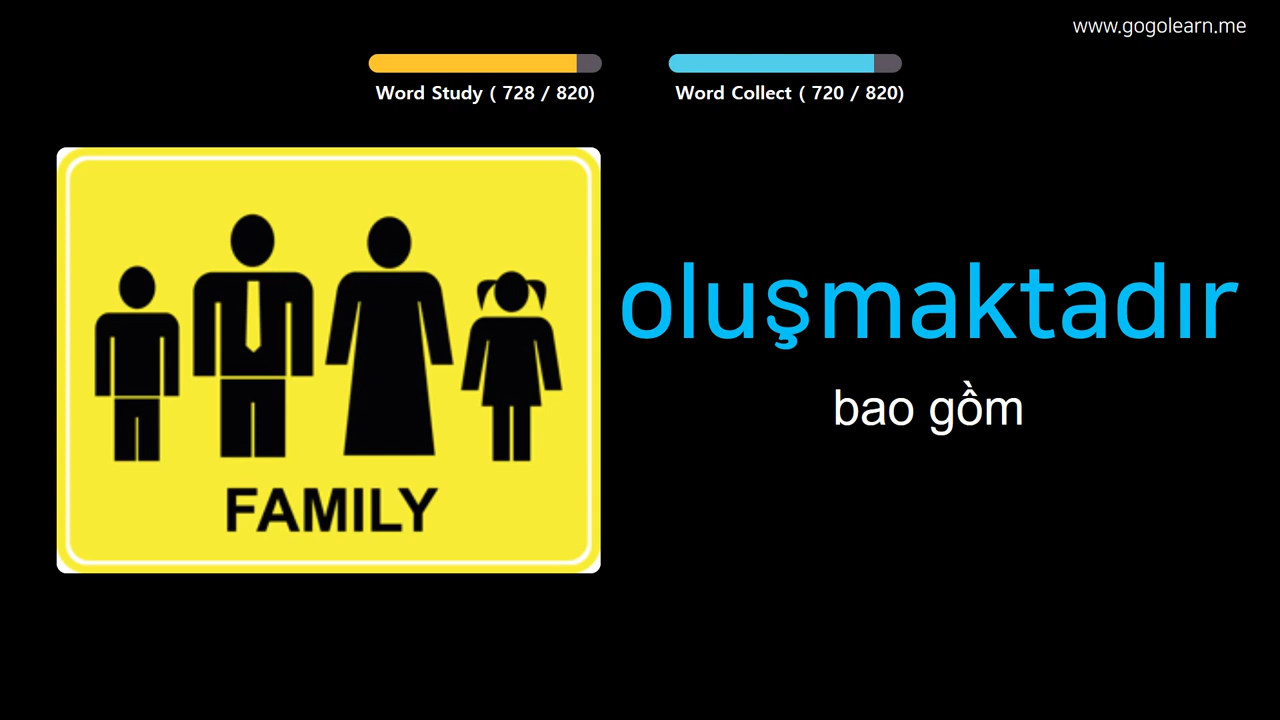 www.gogolearn.me
Word Study ( 728 / 820)
Word Collect ( 720 / 820)
oluşmaktadır
bao gồm
FAMILY